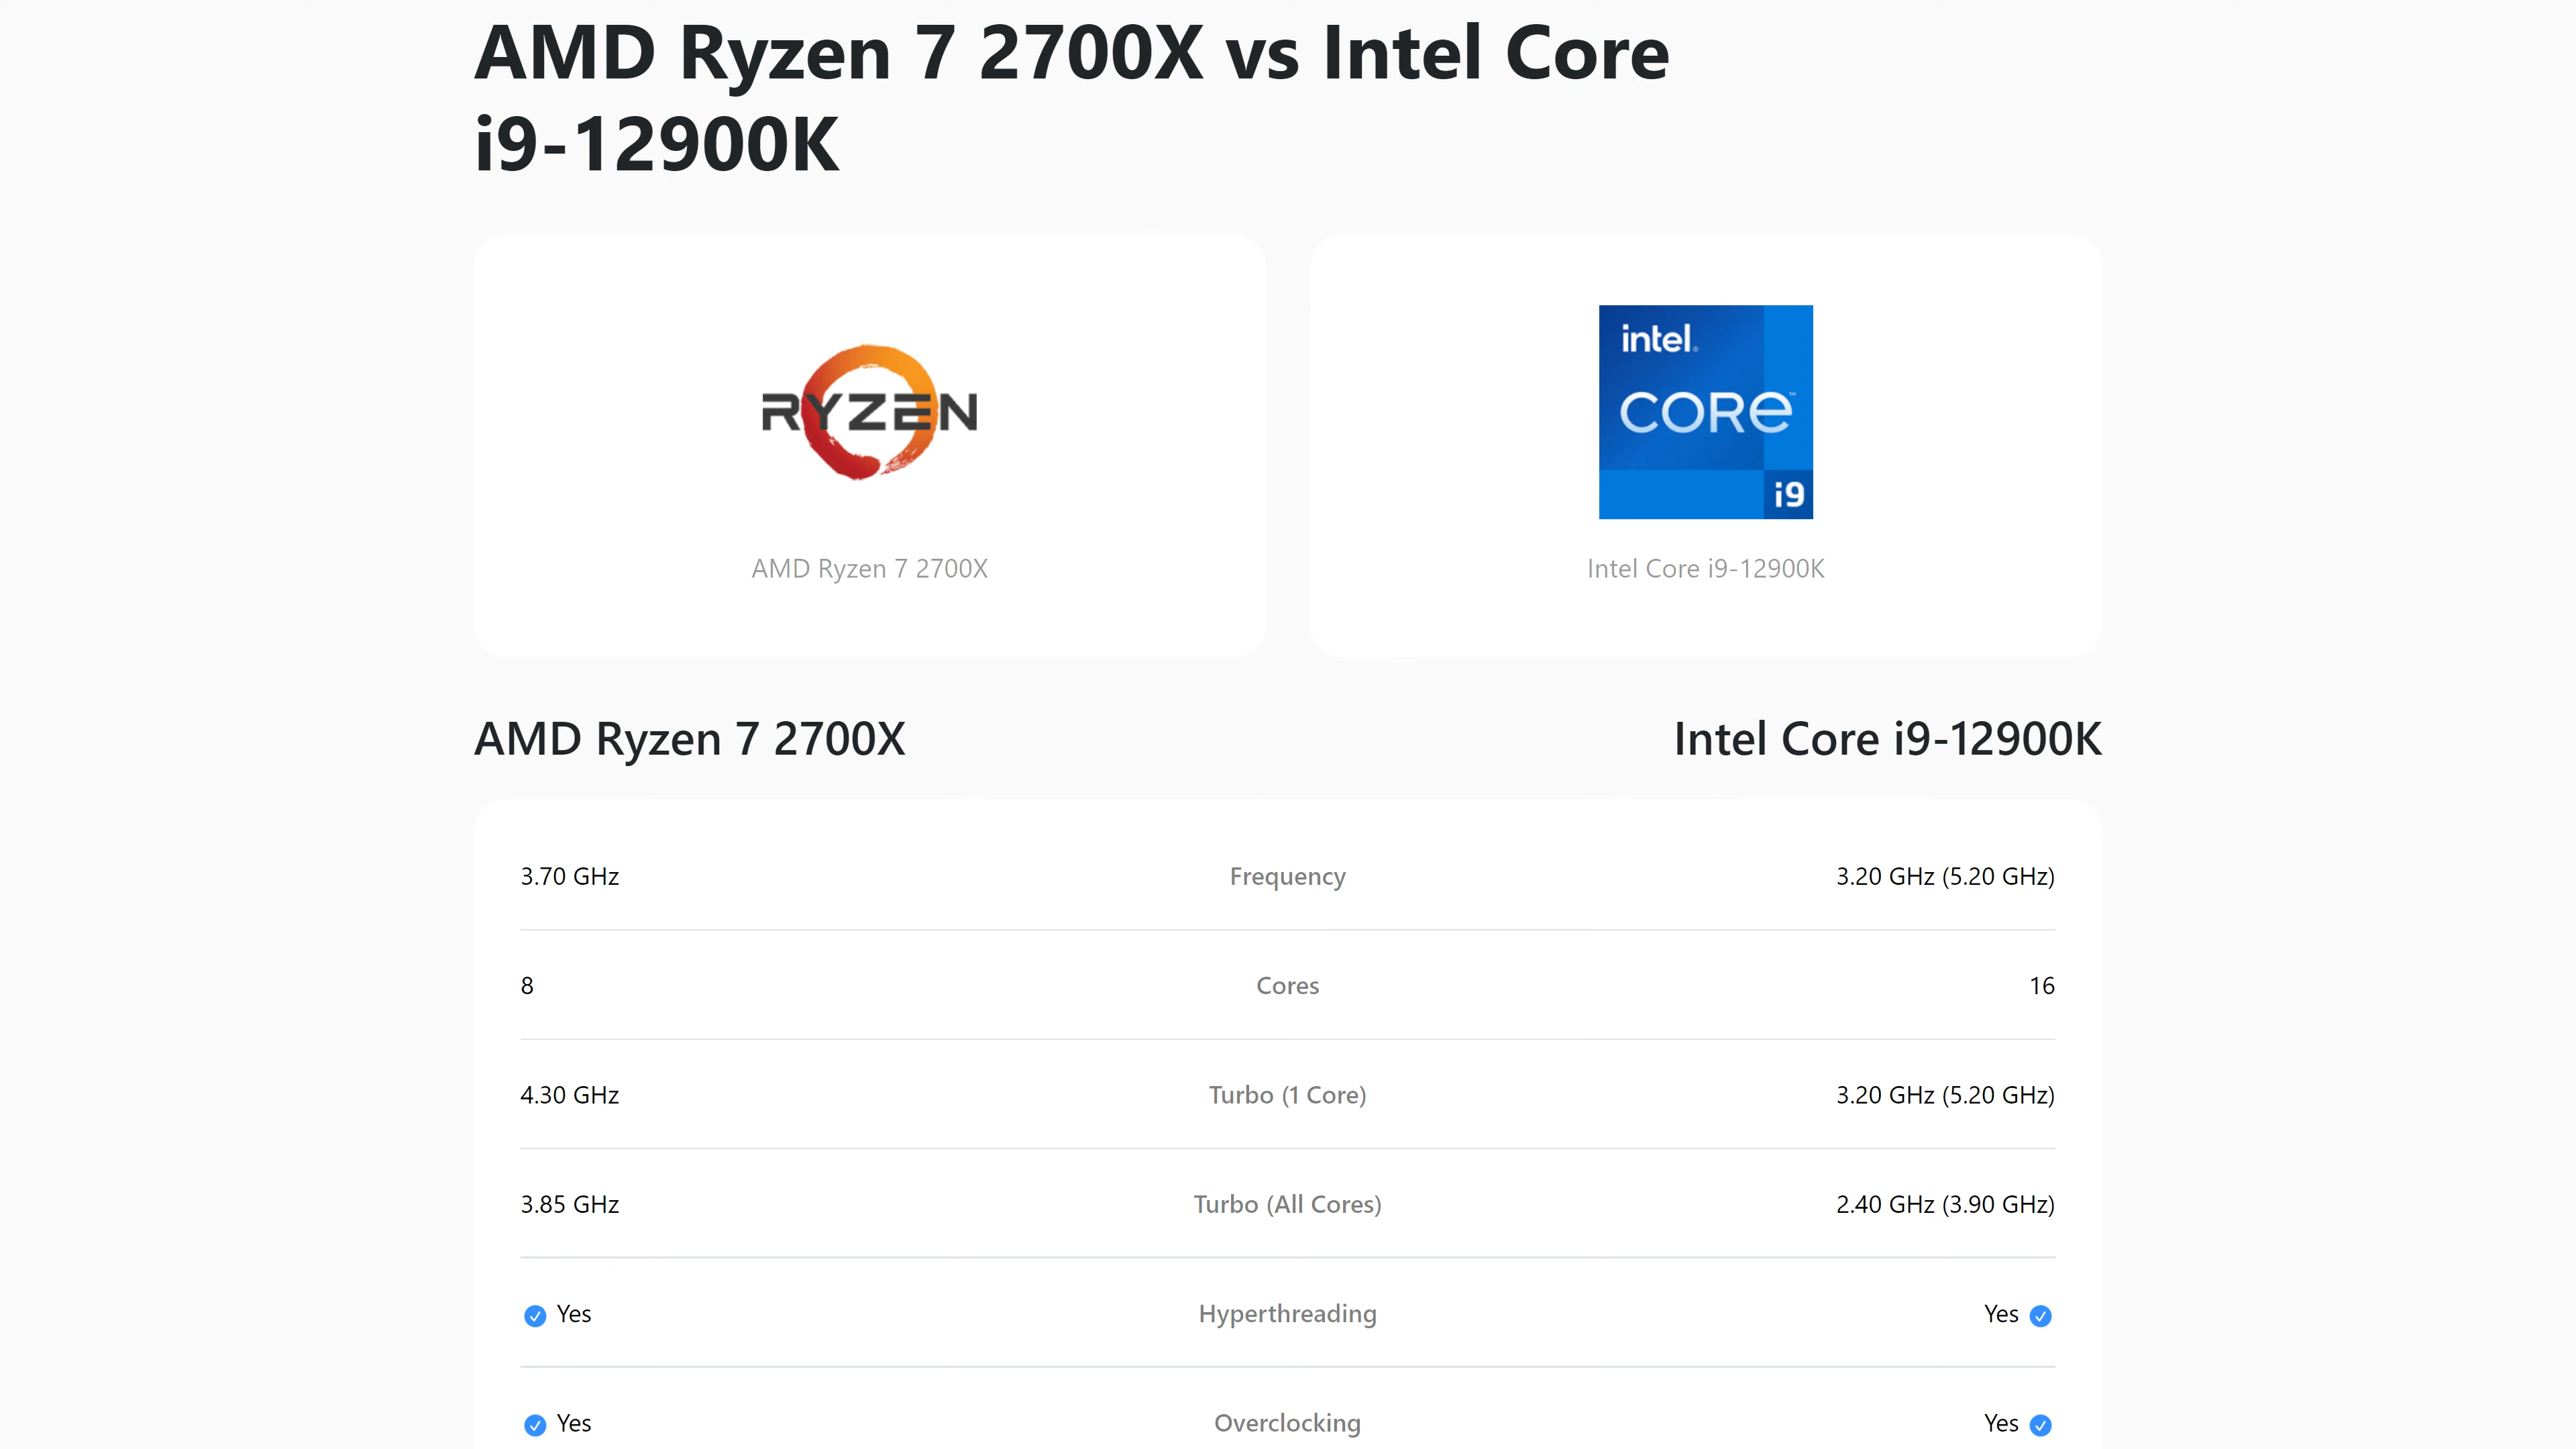 AMD Ryzen 7 2700X vs Intel Core
i9-12900K
RYZEN
intel.
CORE™
i9
AMD Ryzen 7 2700X
Intel Core i9-12900K
AMD Ryzen 7 2700X
Intel Core i9-12900K
3.70 GHz Frequency 3.20 GHz (5.20 GHz)
8 Cores 16
4.30 GHz Turbo (1 Core) 3.20 GHz (5.20 GHz)
3.85 GHz Turbo (All Cores) 2.40 GHz (3.90 GHz)
Yes Hyperthreading Yes
Yes Overclocking Yes